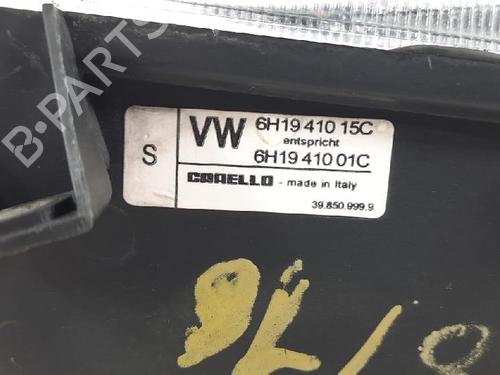 B-PARTS
S
VW
6H19 410 15C
entspricht
6H19 410 01C
CARELLO - made in Italy
39.850.999.9